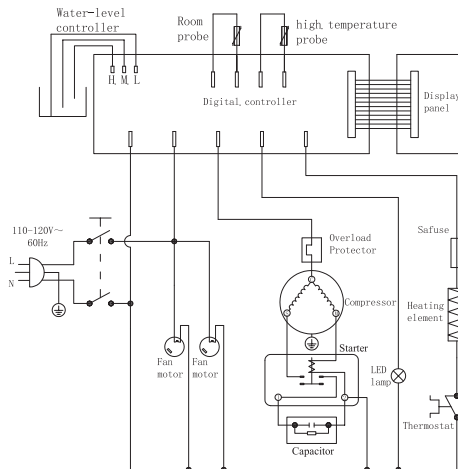 Water-level
controller
Room
probe
high temperature
probe
H, M, L
Digital, controller
Display
panel
110-120V~
60Hz
L
N
Overload
Protector
Safuse
Compressor
Heating
element
Starter
Fan
motor
Fan
motor
LED
lamp
Thermostat
Capacitor